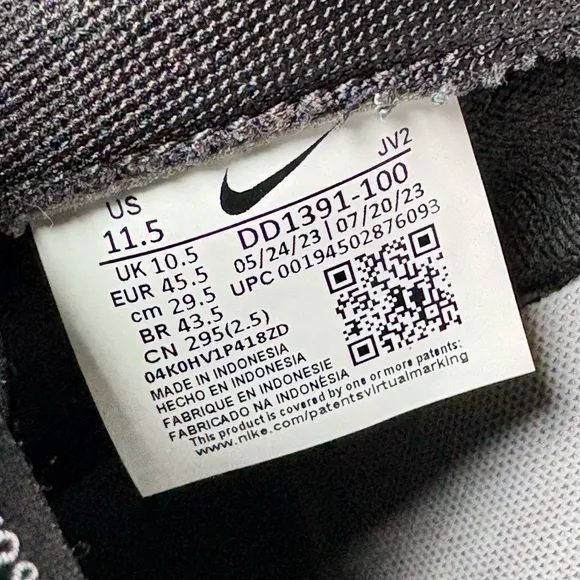 JV2
US
11.5
DD1391-100
UK 10.5
05/24/23 | 07/20/23
EUR 45.5
UPC 00194502876093
cm 29.5
BR 43.5
CN 295(2.5)
04K0HV1P418ZD
MADE IN INDONESIA
HECHO EN INDONESIA
FABRIQUE EN INDONESIE
FABRICADO NA INDONESIA
This product is covered by one or more patents:
www.nike.com/patentsvirtualmarking